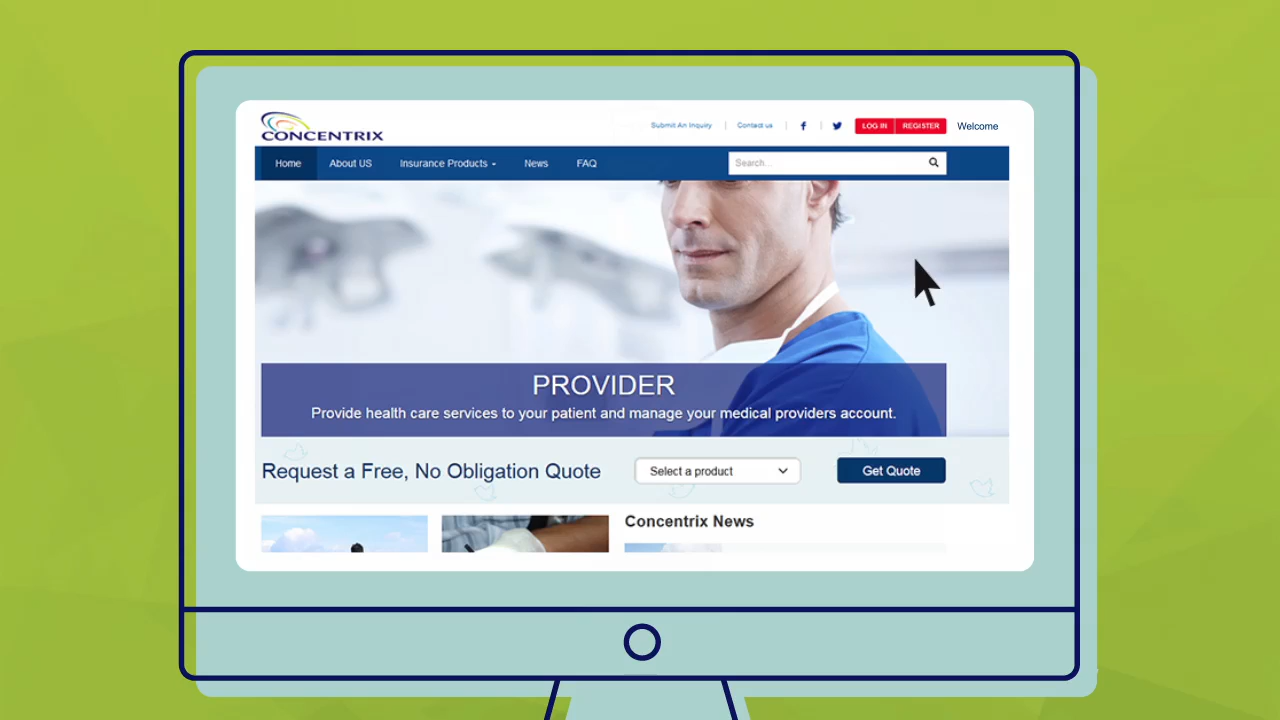 CONCENTRIX
Submit An Inquiry | Contact us | | LOG IN REGISTER Welcome
Home About US Insurance Products News FAQ Search...
PROVIDER
Provide health care services to your patient and manage your medical providers account.
Request a Free, No Obligation Quote Select a product Get Quote
Concentrix News